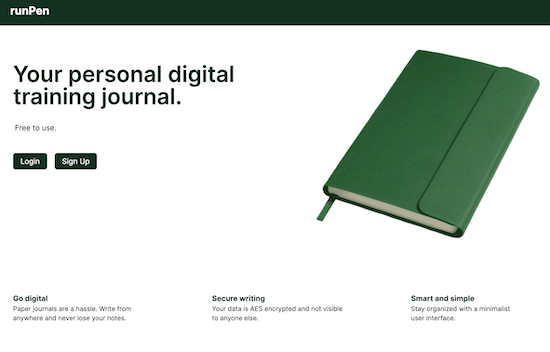 runPen
Your personal digital
training journal.
Free to use.
Login
Sign Up
Go digital
Paper journals are a hassle. Write from
anywhere and never lose your notes.
Secure writing
Your data is AES encrypted and not visible
to anyone else.
Smart and simple
Stay organized with a minimalist
user interface.